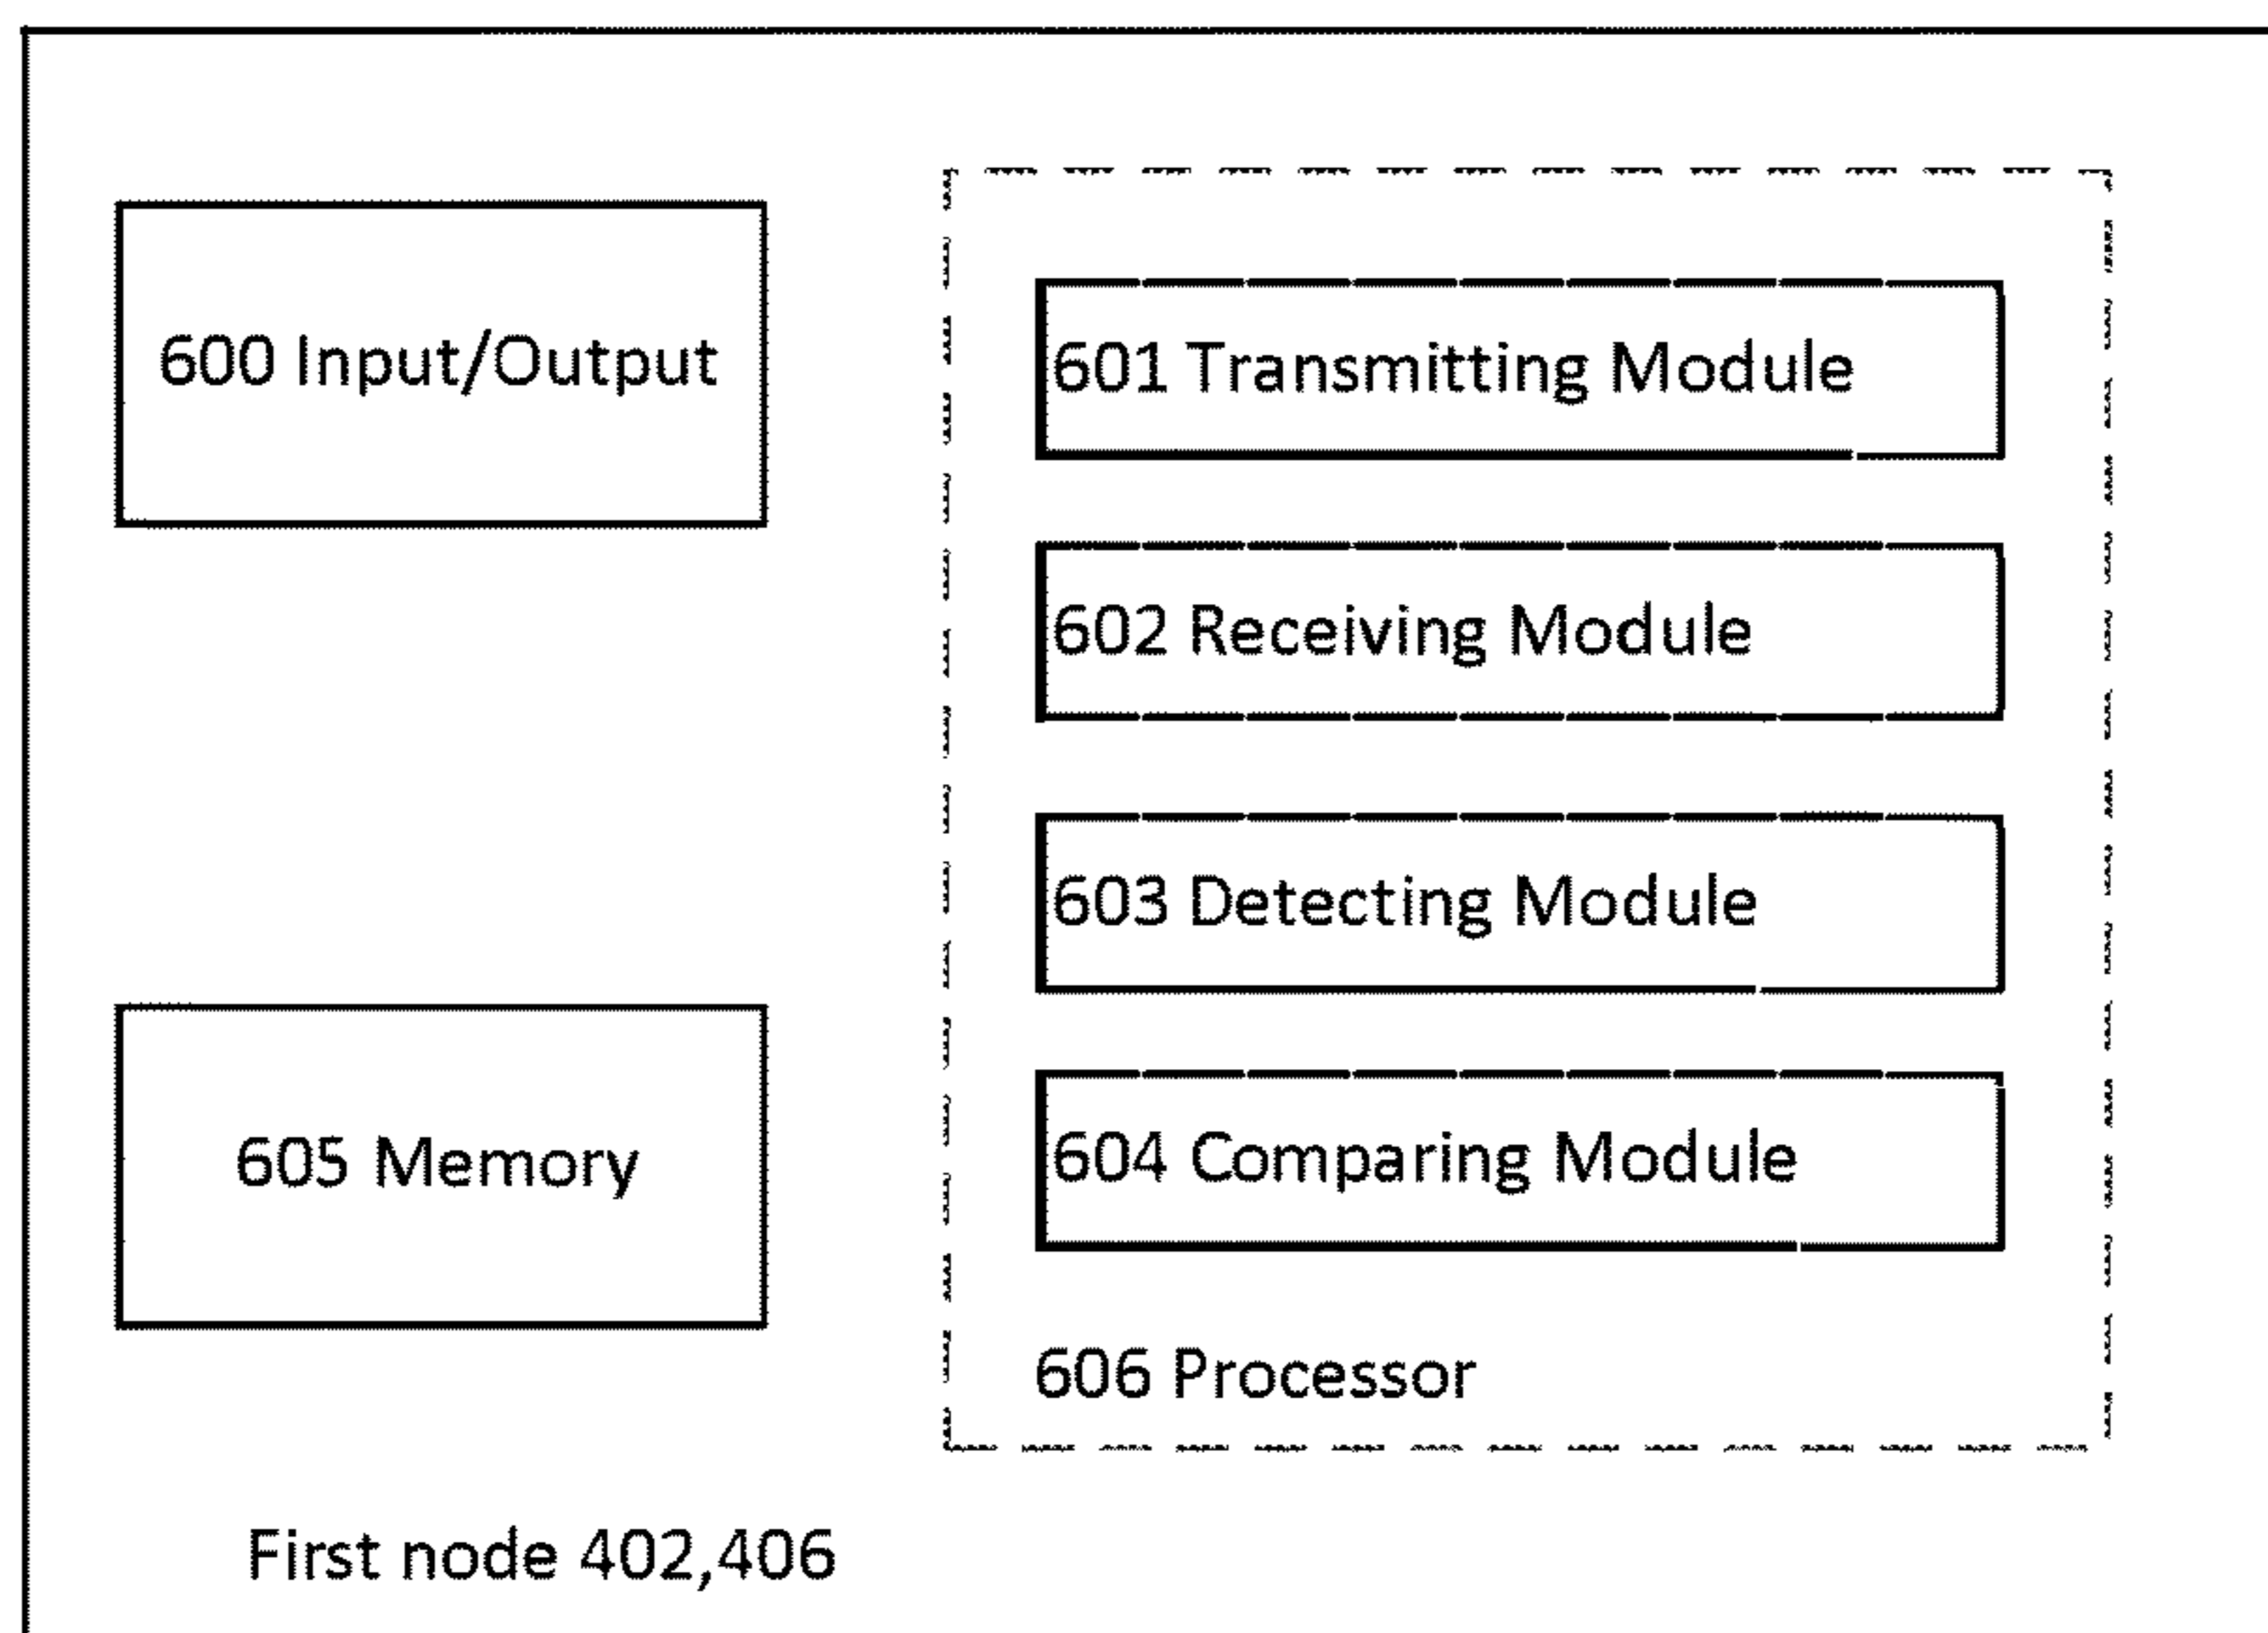 600 Input/Output
601 Transmitting Module
602 Receiving Module
603 Detecting Module
604 Comparing Module
605 Memory
606 Processor
First node 402,406